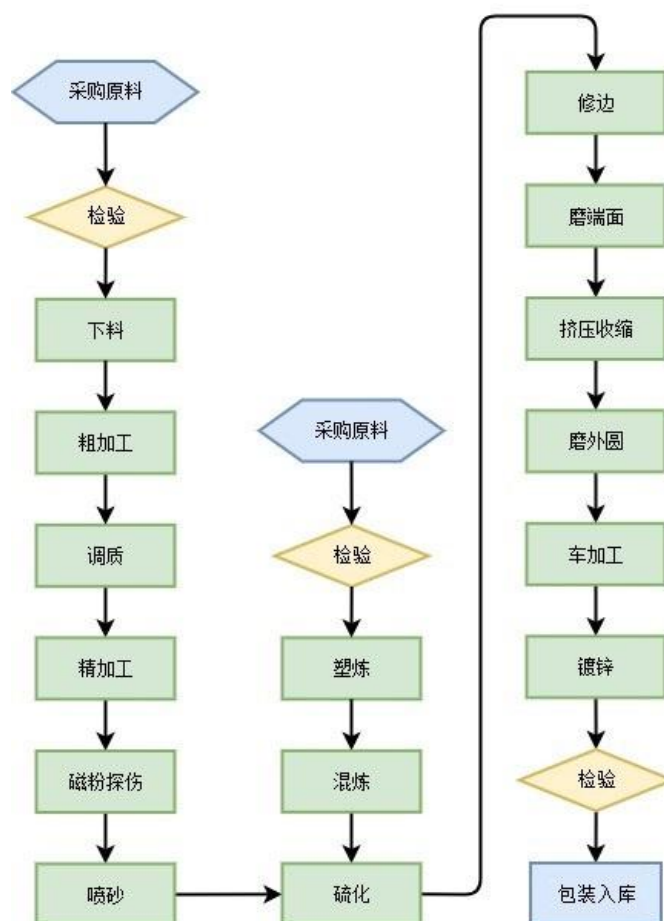 采购原料
检验
下料
粗加工
调质
精加工
磁粉探伤
喷砂
采购原料
检验
塑炼
混炼
硫化
修边
磨端面
挤压收缩
磨外圆
车加工
镀锌
检验
包装入库